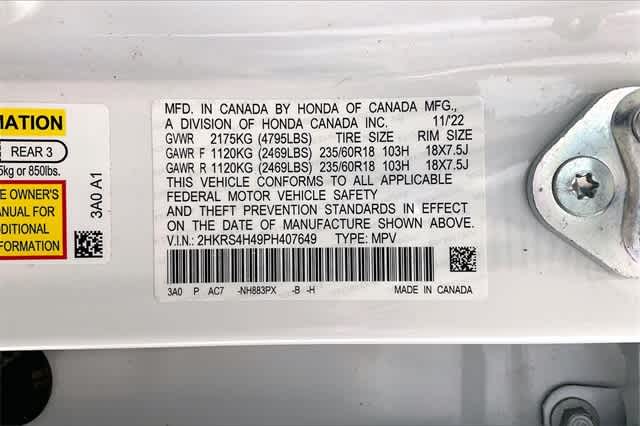 MATION
REAR 3
5kg or 850lbs.
E OWNER'S
ANUAL FOR
DITIONAL
FORMATION
3A0 A1
MFD. IN CANADA BY HONDA OF CANADA MFG.,
A DIVISION OF HONDA CANADA INC. 11/'22
GVWR 2175KG (4795LBS) TIRE SIZE RIM SIZE
GAWR F 1120KG (2469LBS) 235/60R18 103H 18X7.5J
GAWR R 1120KG (2469LBS) 235/60R18 103H 18X7.5J
THIS VEHICLE CONFORMS TO ALL APPLICABLE
FEDERAL MOTOR VEHICLE SAFETY
AND THEFT PREVENTION STANDARDS IN EFFECT
ON THE DATE OF MANUFACTURE SHOWN ABOVE.
V.I.N.: 2HKRS4H49PH407649 TYPE: MPV
3A0 P AC7 -NH883PX -B -H MADE IN CANADA